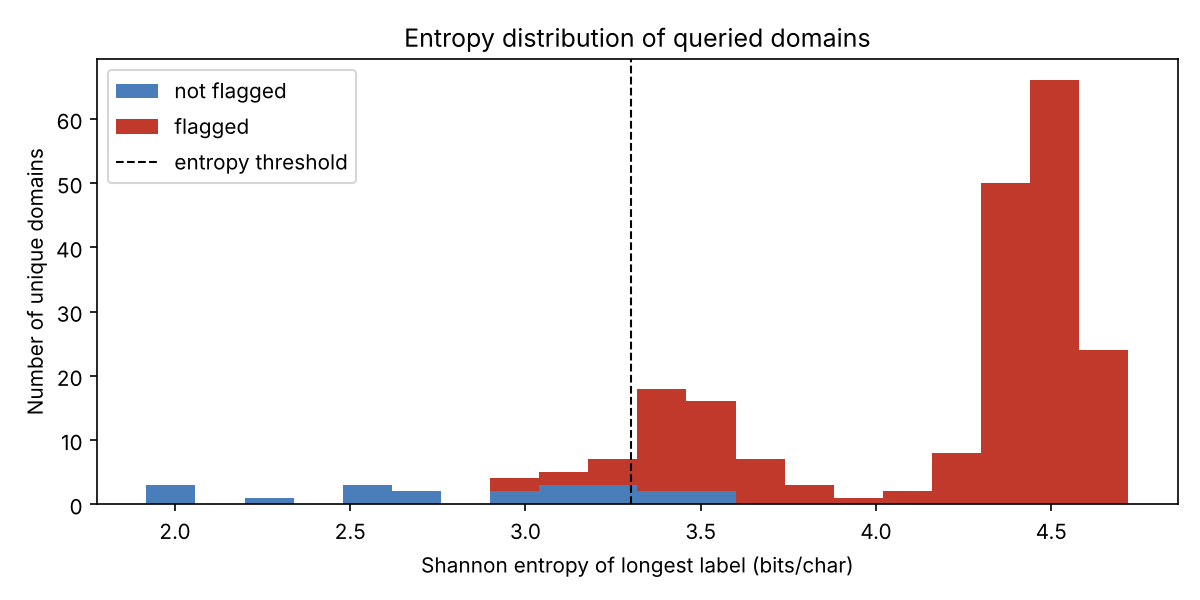 Entropy distribution of queried domains
not flagged
flagged
entropy threshold
Number of unique domains
60
50
40
30
20
10
0
2.0 2.5 3.0 3.5 4.0 4.5
Shannon entropy of longest label (bits/char)